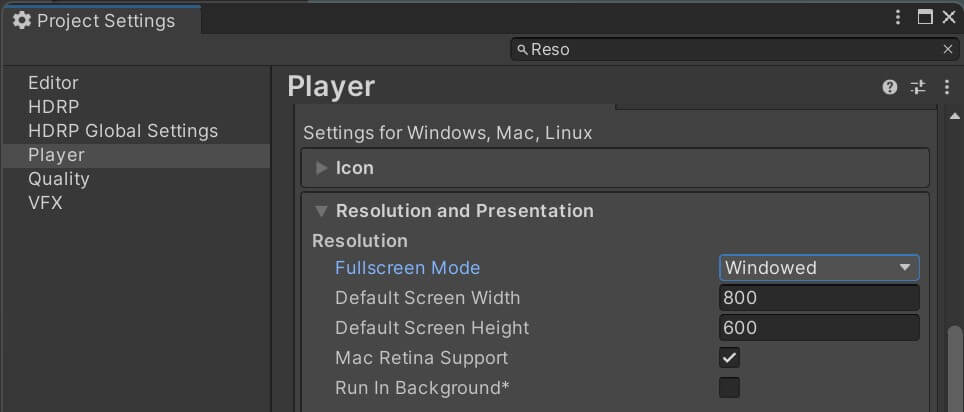 Project Settings
Reso
Editor
HDRP
HDRP Global Settings
Player
Quality
VFX
Player
Settings for Windows, Mac, Linux
Icon
Resolution and Presentation
Resolution
Fullscreen Mode Windowed
Default Screen Width 800
Default Screen Height 600
Mac Retina Support
Run In Background*